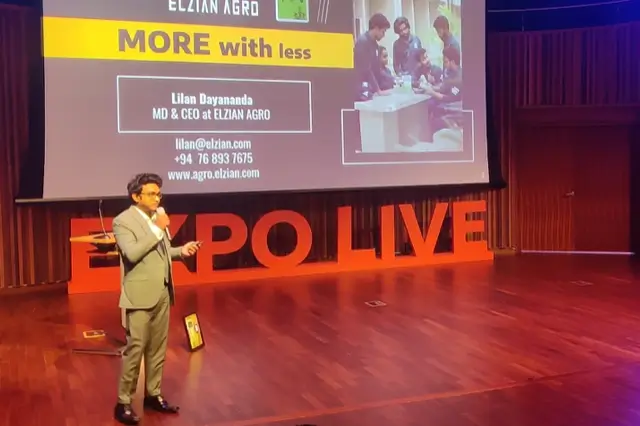 ELZIAN AGRO
MORE with less
Lilan Dayananda
MD & CEO at ELZIAN AGRO
lilan@elzian.com
+94 76 893 7675
www.agro.elzian.com
EXPO LIVE